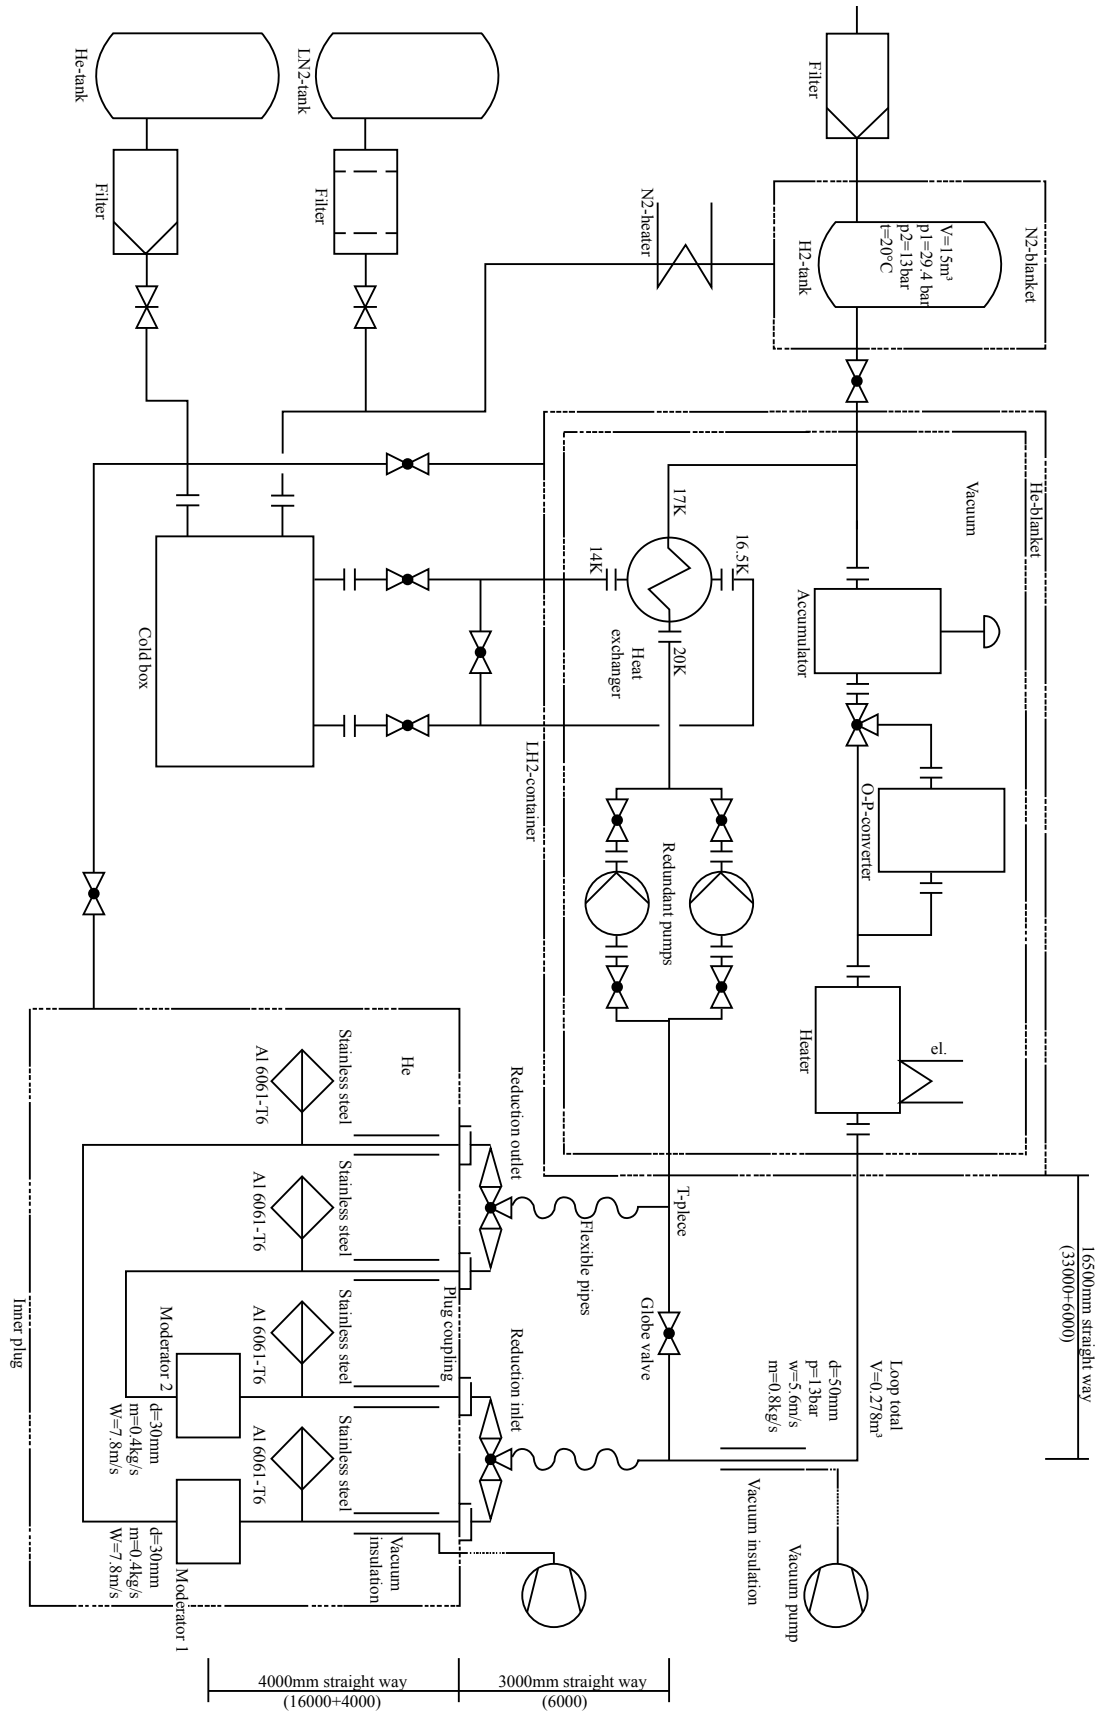 He-tank
LN2-tank
Filter
Filter
Filter
N2-heater
N2-blanket
V=15m³
p1=29.4 bar
p2=13bar
t=20°C
H2-tank
He-blanket
Vacuum
17K
16.5K
14K
20K
Heat
exchanger
Accumulator
Cold box
LH2-container
O-P-converter
Redundant pumps
el.
Heater
He
Reduction outlet
Stainless steel
Al 6061-T6
Stainless steel
Al 6061-T6
T-piece
Flexible pipes
16500mm straight way
(33000+6000)
Plug coupling
Globe valve
Reduction inlet
Stainless steel
Al 6061-T6
Moderator 2
Inner plug
Loop total
V=0.278m³
d=50mm
p=13bar
w=5.6m/s
m=0.8kg/s
d=30mm
m=0.4kg/s
W=7.8m/s
Stainless steel
Al 6061-T6
Vacuum insulation
Vacuum pump
Vacuum
insulation
d=30mm
m=0.4kg/s
W=7.8m/s
Moderator 1
4000mm straight way
(16000+4000)
3000mm straight way
(6000)